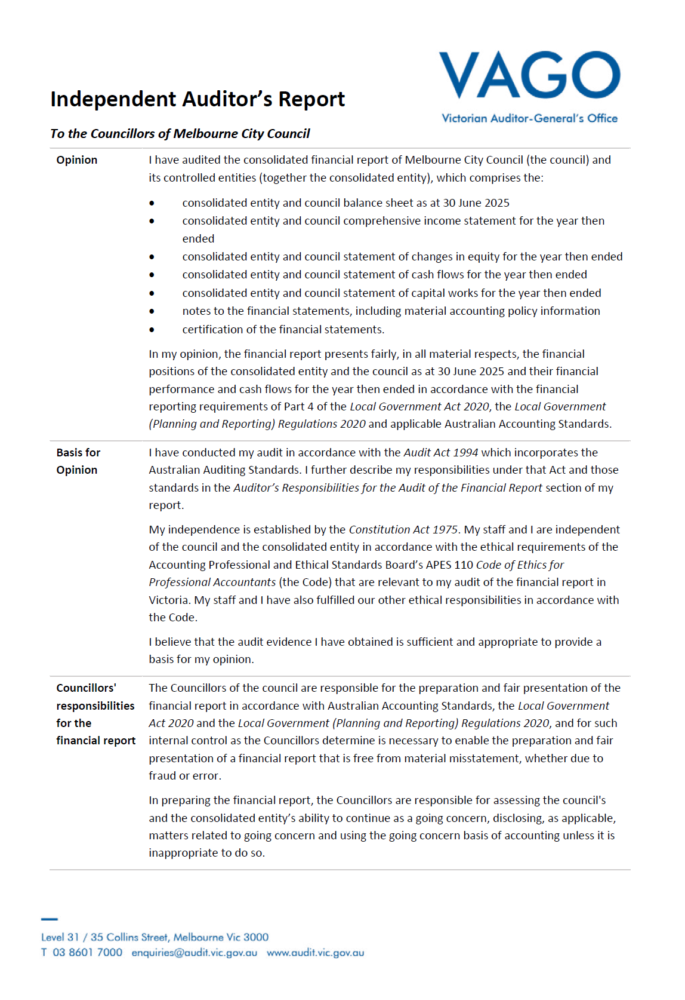 VAGO
Victorian Auditor-General's Office
Independent Auditor’s Report
To the Councillors of Melbourne City Council
Opinion
I have audited the consolidated financial report of Melbourne City Council (the council) and
its controlled entities (together the consolidated entity), which comprises the:
• consolidated entity and council balance sheet as at 30 June 2025
• consolidated entity and council comprehensive income statement for the year then
ended
• consolidated entity and council statement of changes in equity for the year then ended
• consolidated entity and council statement of cash flows for the year then ended
• consolidated entity and council statement of capital works for the year then ended
• notes to the financial statements, including material accounting policy information
• certification of the financial statements.
In my opinion, the financial report presents fairly, in all material respects, the financial
positions of the consolidated entity and the council as at 30 June 2025 and their financial
performance and cash flows for the year then ended in accordance with the financial
reporting requirements of Part 4 of the Local Government Act 2020, the Local Government
(Planning and Reporting) Regulations 2020 and applicable Australian Accounting Standards.
Basis for
Opinion
I have conducted my audit in accordance with the Audit Act 1994 which incorporates the
Australian Auditing Standards. I further describe my responsibilities under that Act and those
standards in the Auditor’s Responsibilities for the Audit of the Financial Report section of my
report.
My independence is established by the Constitution Act 1975. My staff and I are independent
of the council and the consolidated entity in accordance with the ethical requirements of the
Accounting Professional and Ethical Standards Board’s APES 110 Code of Ethics for
Professional Accountants (the Code) that are relevant to my audit of the financial report in
Victoria. My staff and I have also fulfilled our other ethical responsibilities in accordance with
the Code.
I believe that the audit evidence I have obtained is sufficient and appropriate to provide a
basis for my opinion.
Councillors'
responsibilities
for the
financial report
The Councillors of the council are responsible for the preparation and fair presentation of the
financial report in accordance with Australian Accounting Standards, the Local Government
Act 2020 and the Local Government (Planning and Reporting) Regulations 2020, and for such
internal control as the Councillors determine is necessary to enable the preparation and fair
presentation of a financial report that is free from material misstatement, whether due to
fraud or error.
In preparing the financial report, the Councillors are responsible for assessing the council's
and the consolidated entity’s ability to continue as a going concern, disclosing, as applicable,
matters related to going concern and using the going concern basis of accounting unless it is
inappropriate to do so.
Level 31 / 35 Collins Street, Melbourne Vic 3000
T 03 8601 7000 enquiries@audit.vic.gov.au www.audit.vic.gov.au